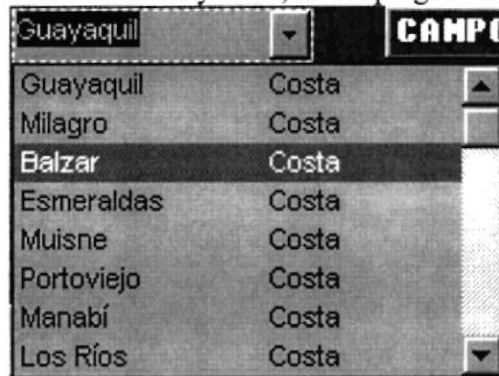 Guayaquil CAMPO
Guayaquil Costa
Milagro Costa
Balzar Costa
Esmeraldas Costa
Muisne Costa
Portoviejo Costa
Manabí Costa
Los Ríos Costa